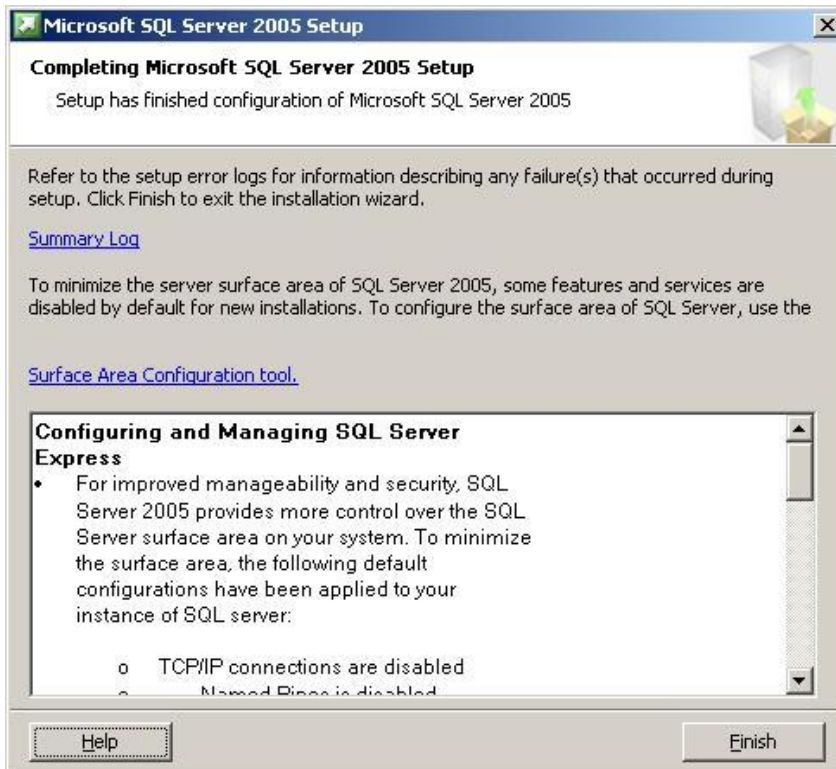 Microsoft SQL Server 2005 Setup
Completing Microsoft SQL Server 2005 Setup
Setup has finished configuration of Microsoft SQL Server 2005
Refer to the setup error logs for information describing any failure(s) that occurred during
setup. Click Finish to exit the installation wizard.
Summary Log
To minimize the server surface area of SQL Server 2005, some features and services are
disabled by default for new installations. To configure the surface area of SQL Server, use the
Surface Area Configuration tool.
Configuring and Managing SQL Server
Express
• For improved manageability and security, SQL
Server 2005 provides more control over the SQL
Server surface area on your system. To minimize
the surface area, the following default
configurations have been applied to your
instance of SQL server:
o TCP/IP connections are disabled
o Named Pipes is disabled
Help
Finish